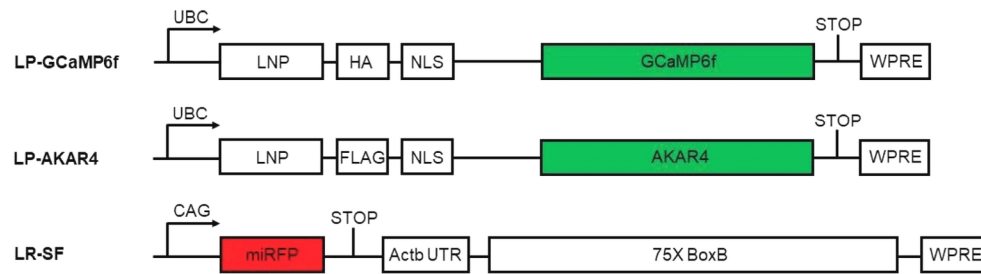 UBC STOP
LP-GCaMP6f LNP HA NLS GCaMP6f WPRE
UBC STOP
LP-AKAR4 LNP FLAG NLS AKAR4 WPRE
CAG STOP
LR-SF miRFP Actb UTR 75X BoxB WPRE